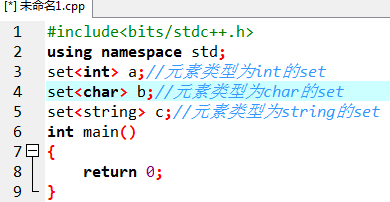 [*] 未命名1.cpp
1 #include<bits/stdc++.h>
2 using namespace std;
3 set<int> a;//元素类型为int的set
4 set<char> b;//元素类型为char的set
5 set<string> c;//元素类型为string的set
6 int main()
7 {
8 return 0;
9 }